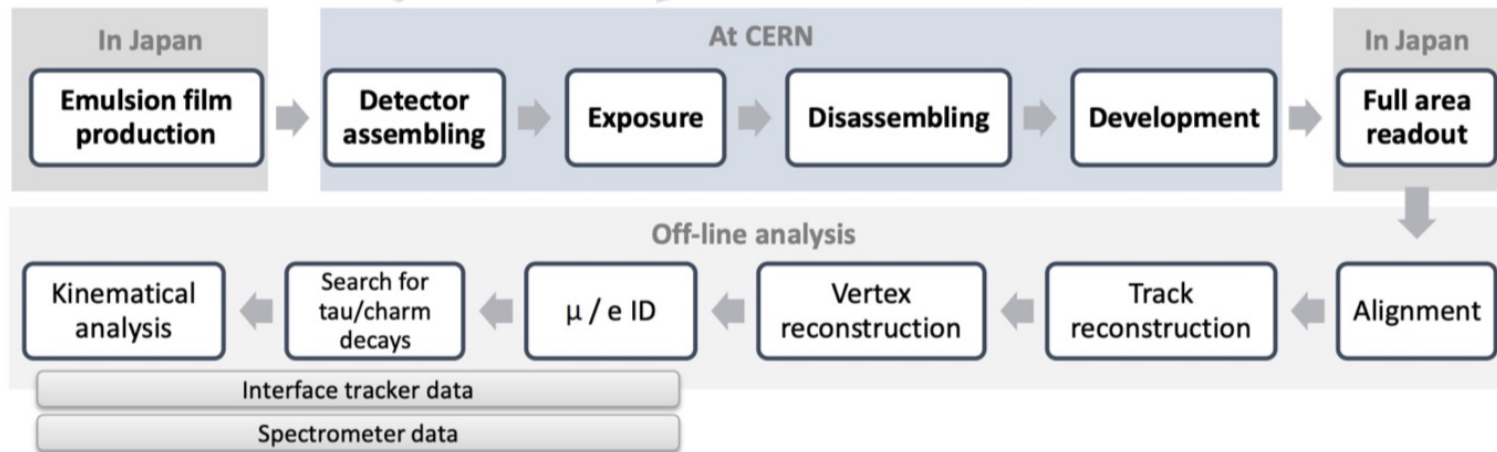 In Japan
At CERN
In Japan
Emulsion film
production
Detector
assembling
Exposure
Disassembling
Development
Full area
readout
Off-line analysis
Kinematical
analysis
Search for
tau/charm
decays
μ / e ID
Vertex
reconstruction
Track
reconstruction
Alignment
Interface tracker data
Spectrometer data